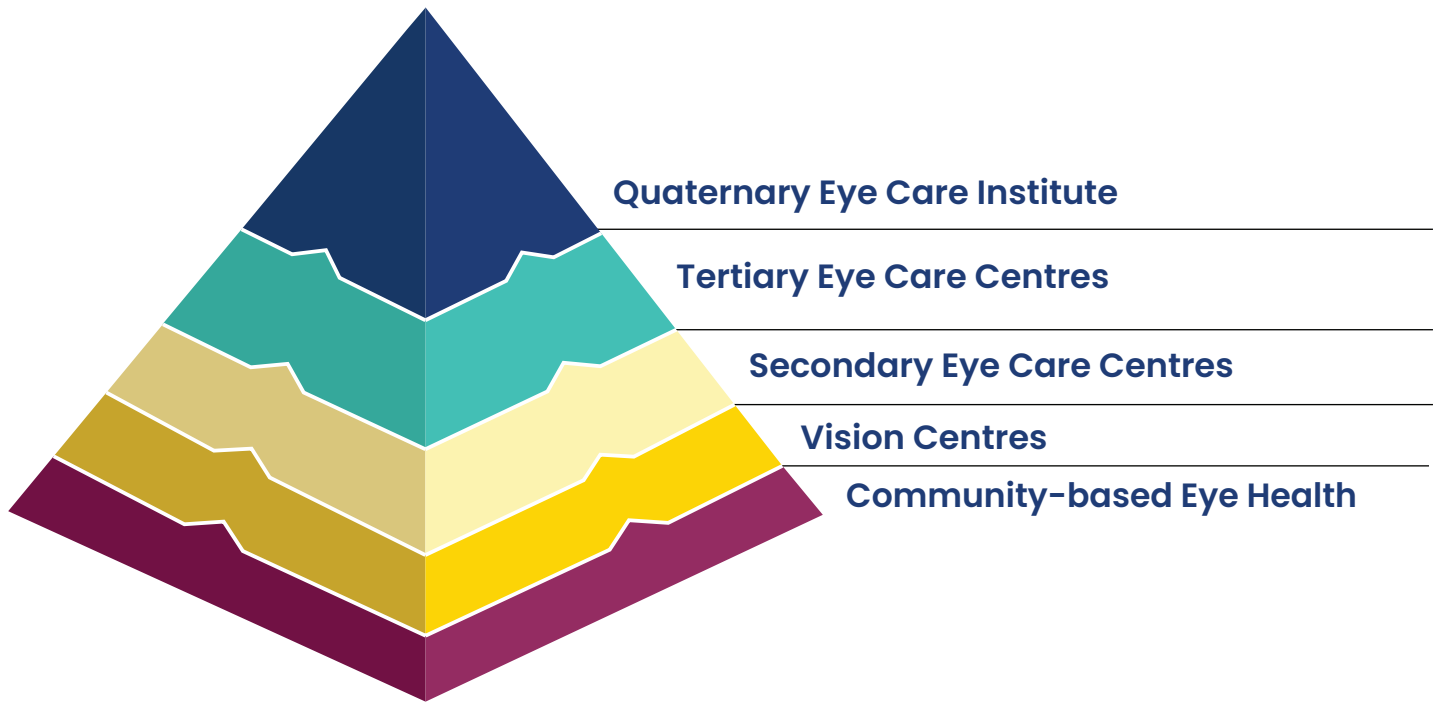 Quaternary Eye Care Institute
Tertiary Eye Care Centres
Secondary Eye Care Centres
Vision Centres
Community-based Eye Health